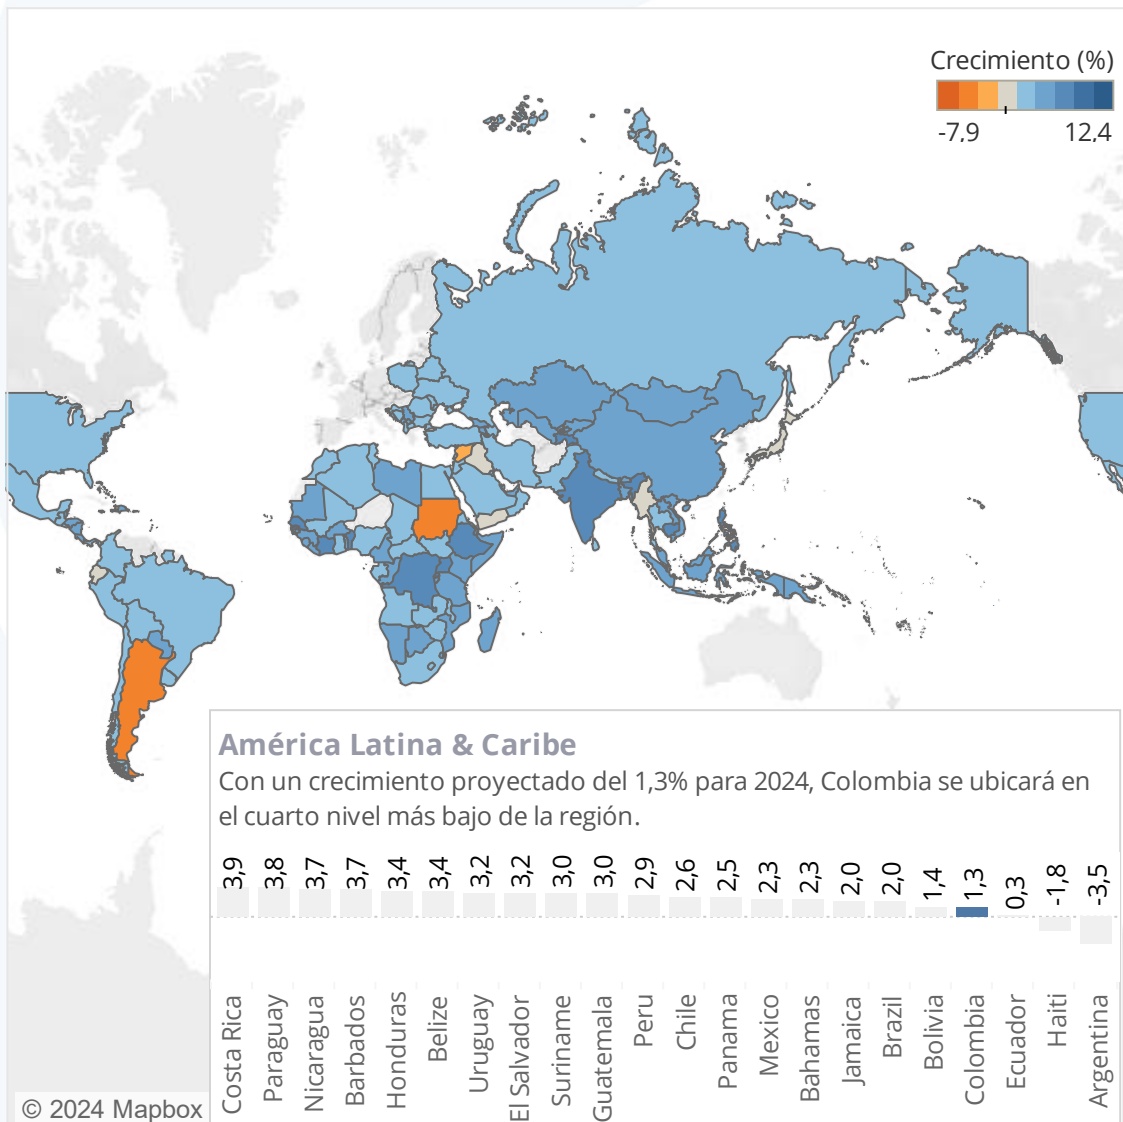 Crecimiento (%)
-7,9 12,4
América Latina & Caribe
Con un crecimiento proyectado del 1,3% para 2024, Colombia se ubicará en
el cuarto nivel más bajo de la región.
3,9 3,8 3,7 3,7 3,4 3,4 3,2 3,2 3,0 3,0 2,9 2,6 2,5 2,3 2,3 2,0 2,0 1,4 1,3 0,3 -1,8 -3,5
Costa Rica
Paraguay
Nicaragua
Barbados
Honduras
Belize
Uruguay
El Salvador
Suriname
Guatemala
Peru
Chile
Panama
Mexico
Bahamas
Jamaica
Brazil
Bolivia
Colombia
Ecuador
Haiti
Argentina
© 2024 Mapbox